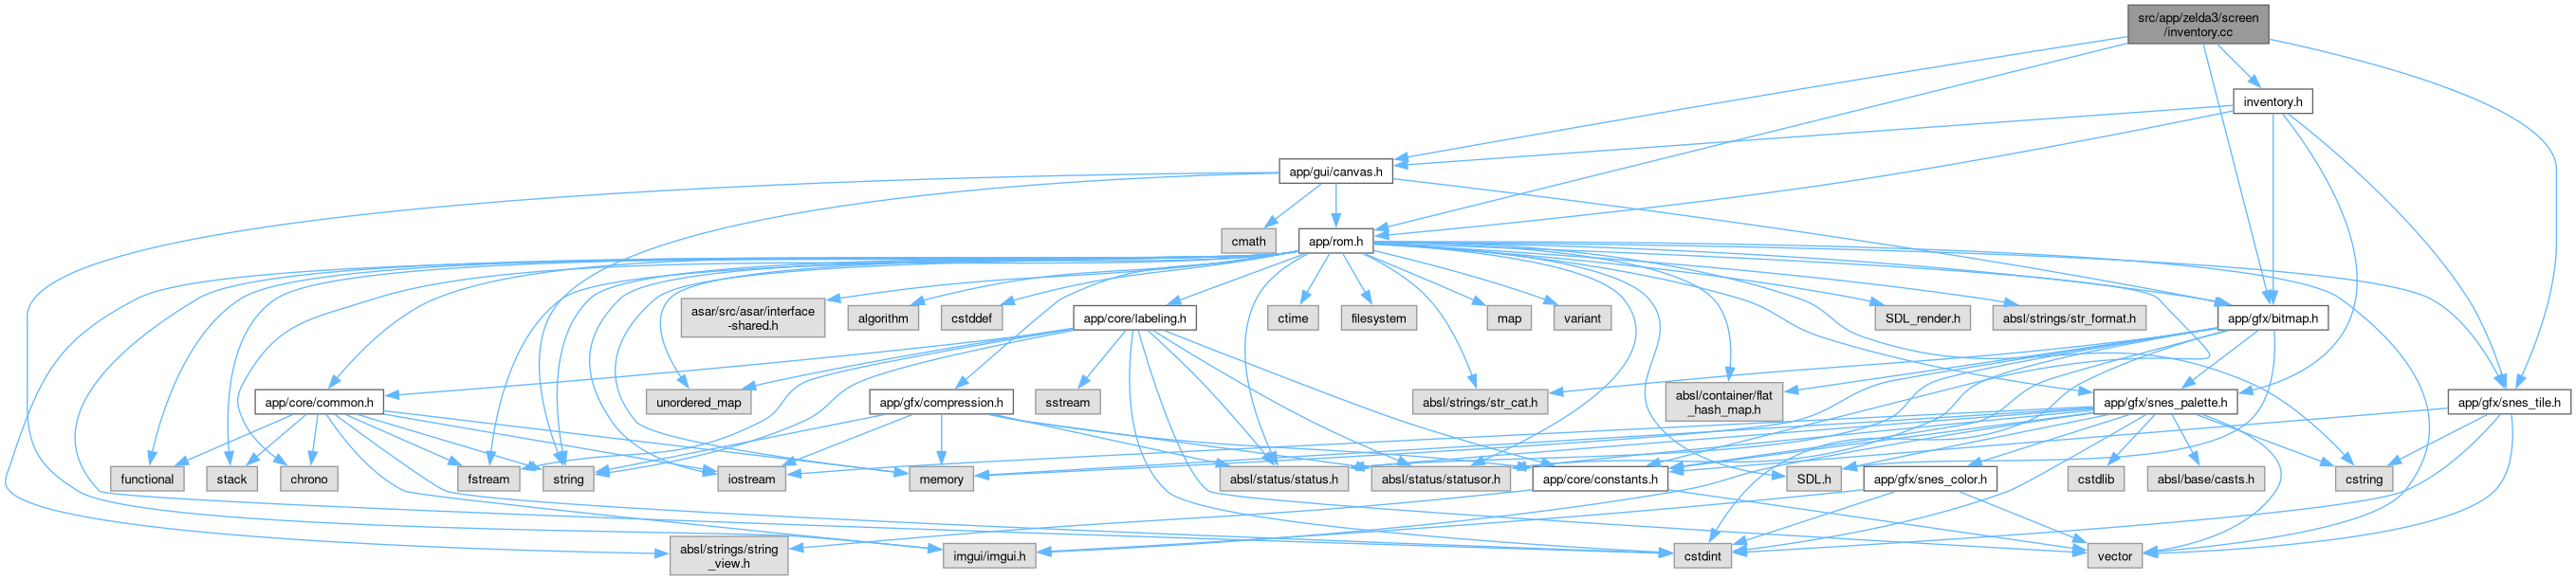 src/app/zelda3/screen
/inventory.cc
inventory.h
app/gui/canvas.h
cmath
app/rom.h
asar/src/asar/interface
-shared.h
algorithm
cstddef
app/core/labeling.h
ctime
filesystem
map
variant
SDL_render.h
absl/strings/str_format.h
app/gfx/bitmap.h
app/core/common.h
unordered_map
app/gfx/compression.h
sstream
absl/strings/str_cat.h
absl/container/flat
_hash_map.h
app/gfx/snes_palette.h
app/gfx/snes_tile.h
functional
stack
chrono
fstream
string
iostream
memory
absl/status/status.h
absl/status/statusor.h
app/core/constants.h
SDL.h
app/gfx/snes_color.h
cstdlib
absl/base/casts.h
cstring
absl/strings/string
_view.h
imgui/imgui.h
cstdint
vector